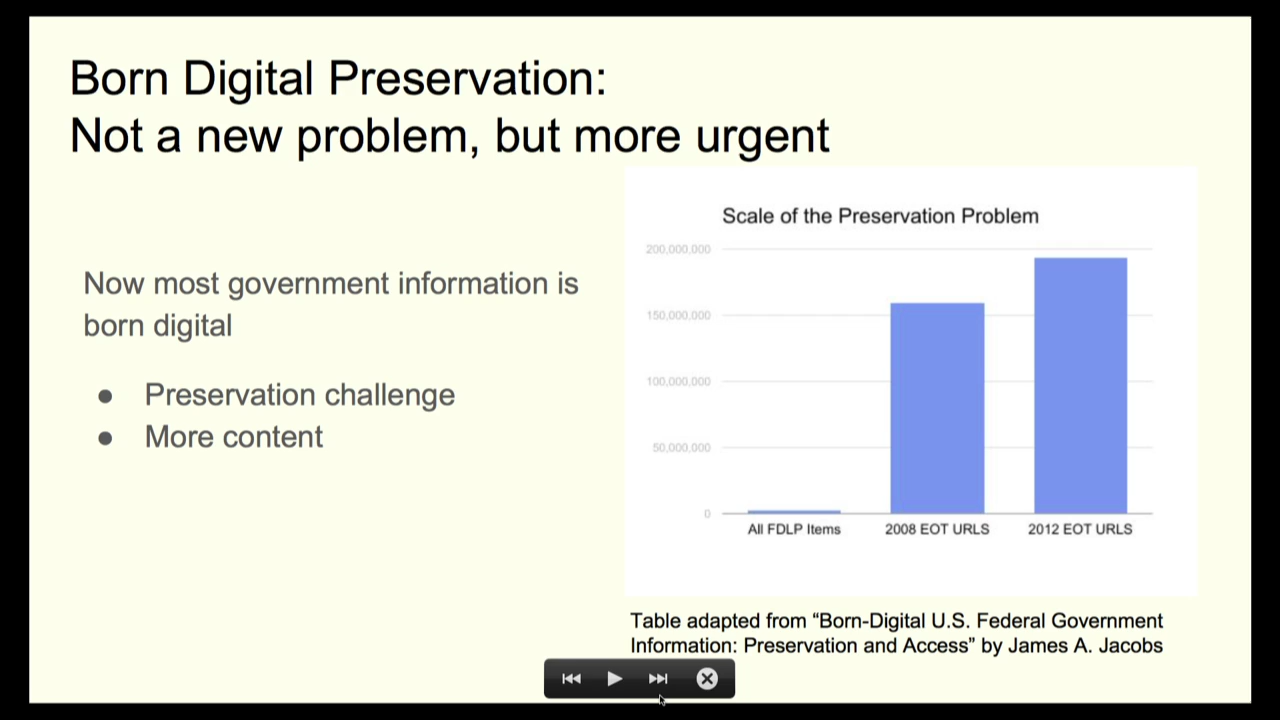 Born Digital Preservation:
Not a new problem, but more urgent
Now most government information is
born digital
● Preservation challenge
● More content
Scale of the Preservation Problem
200,000,000
150,000,000
100,000,000
50,000,000
0
All FDLP Items
2008 EOT URLS
2012 EOT URLS
Table adapted from “Born-Digital U.S. Federal Government
Information: Preservation and Access” by James A. Jacobs